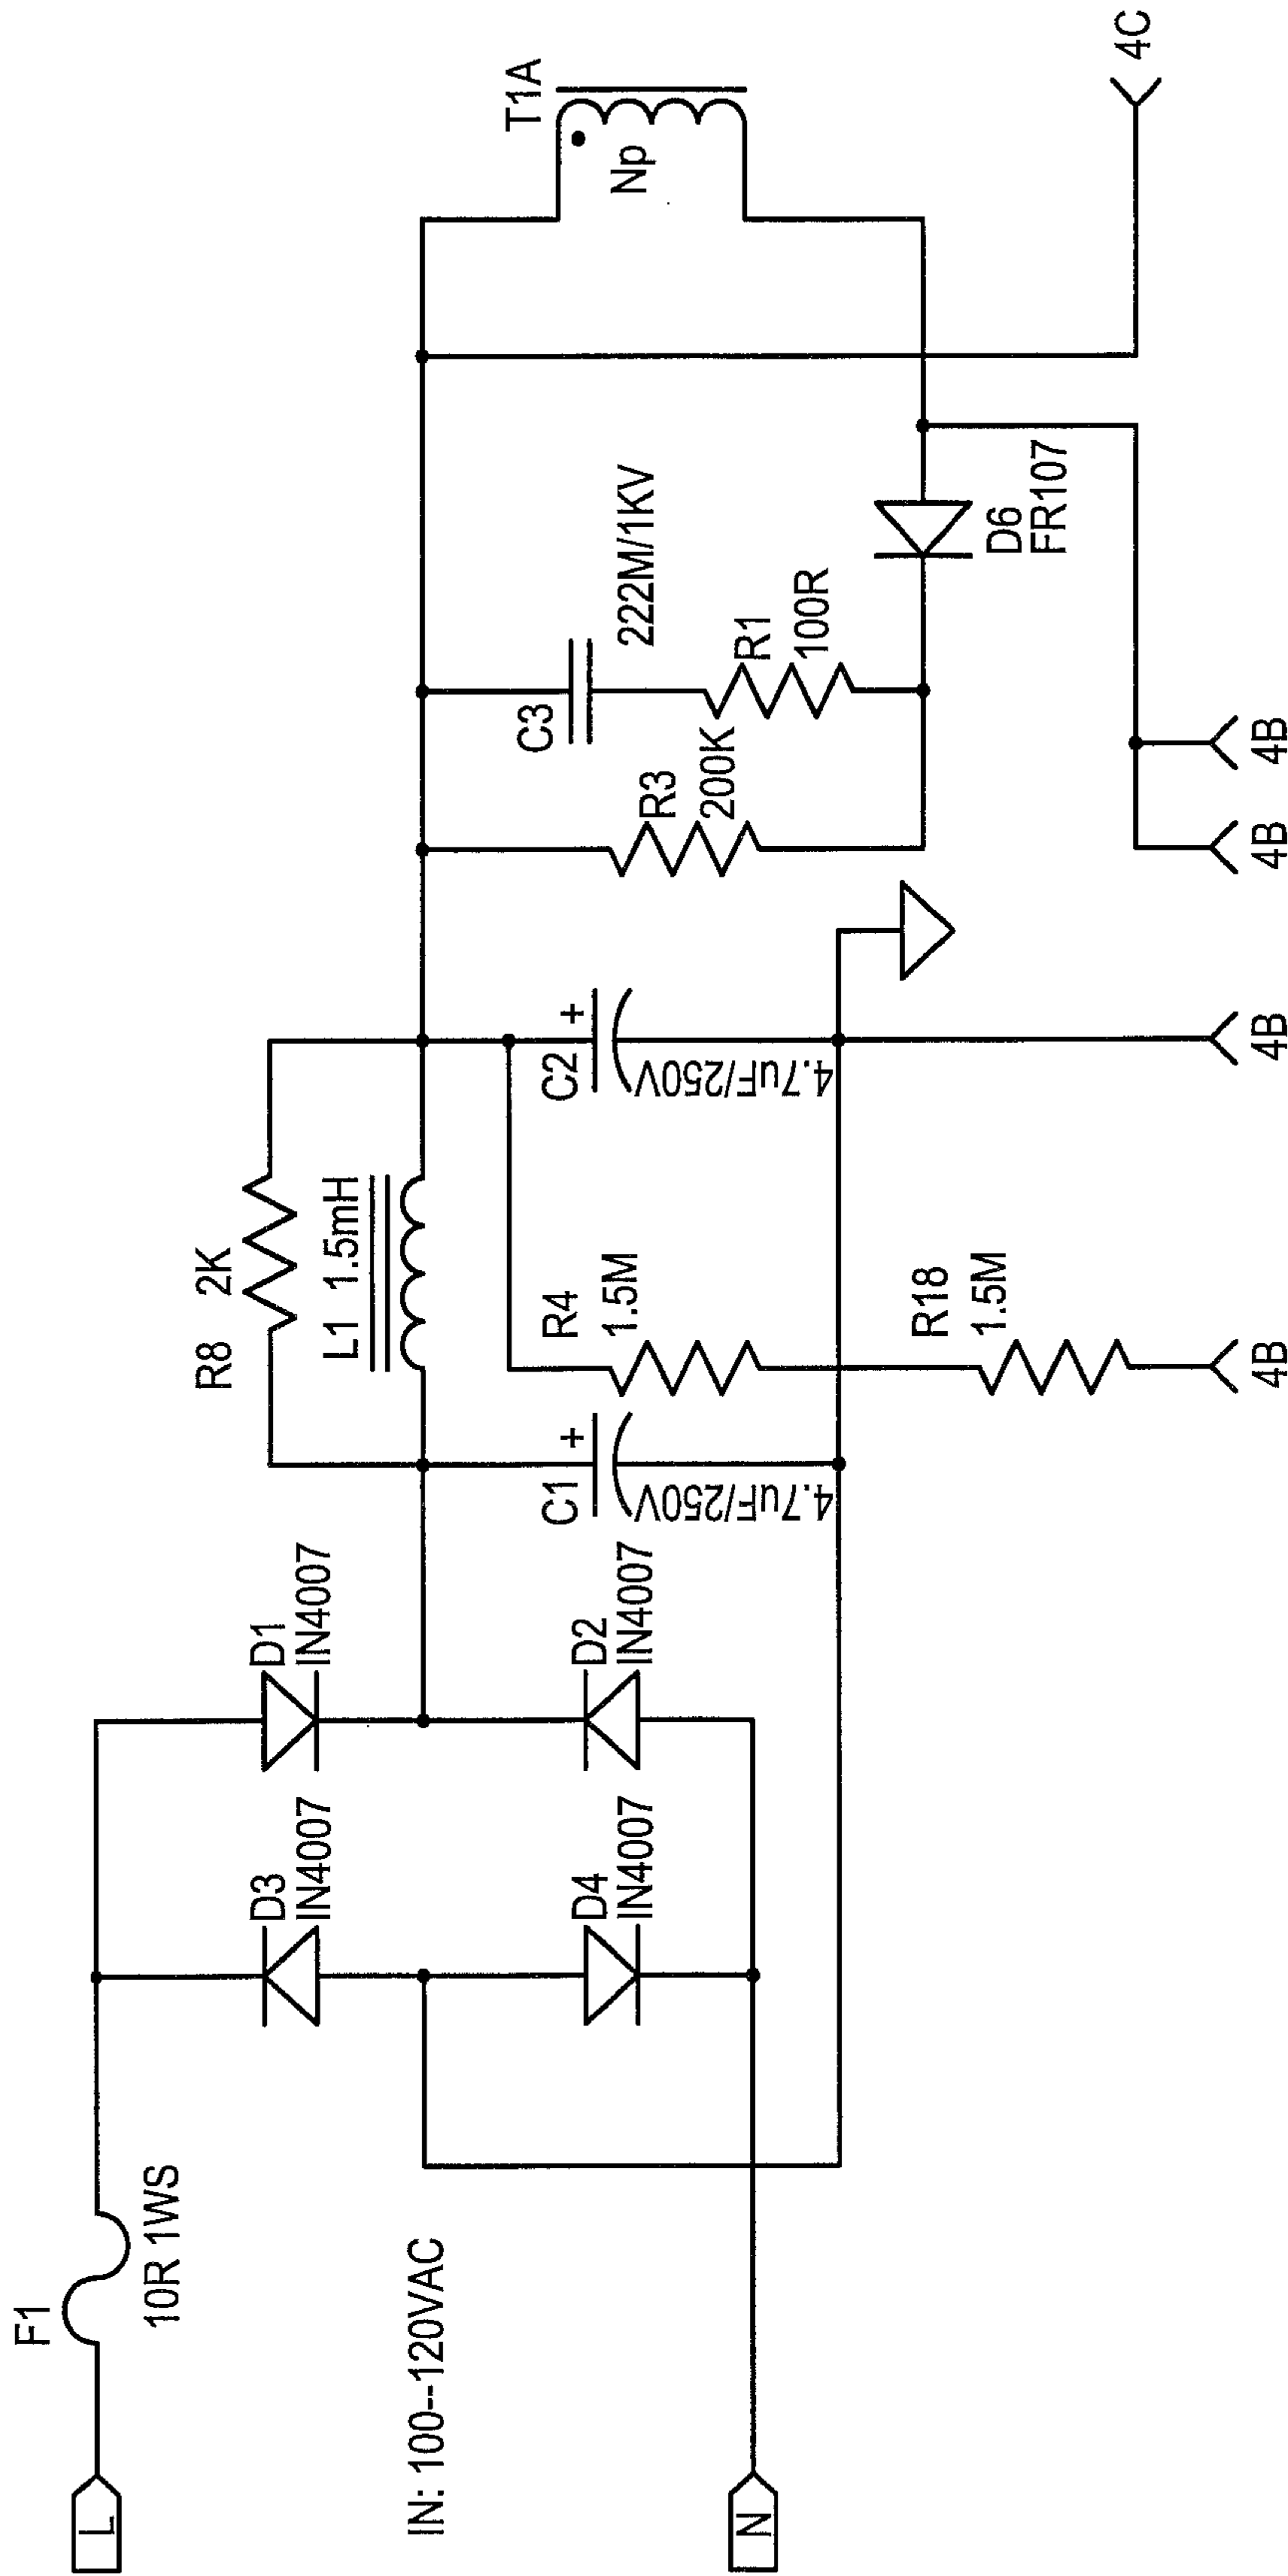 L
F1
10R 1WS
IN: 100--120VAC
N
D3
IN4007
D1
IN4007
D4
IN4007
D2
IN4007
R8
2K
L1 1.5mH
C1
+
4.7uF/250V
R4
1.5M
R18
1.5M
4B
C2
+
4.7uF/250V
4B
R3
200K
C3
222M/1KV
R1
100R
D6
FR107
4B
4B
T1A
Np
4C